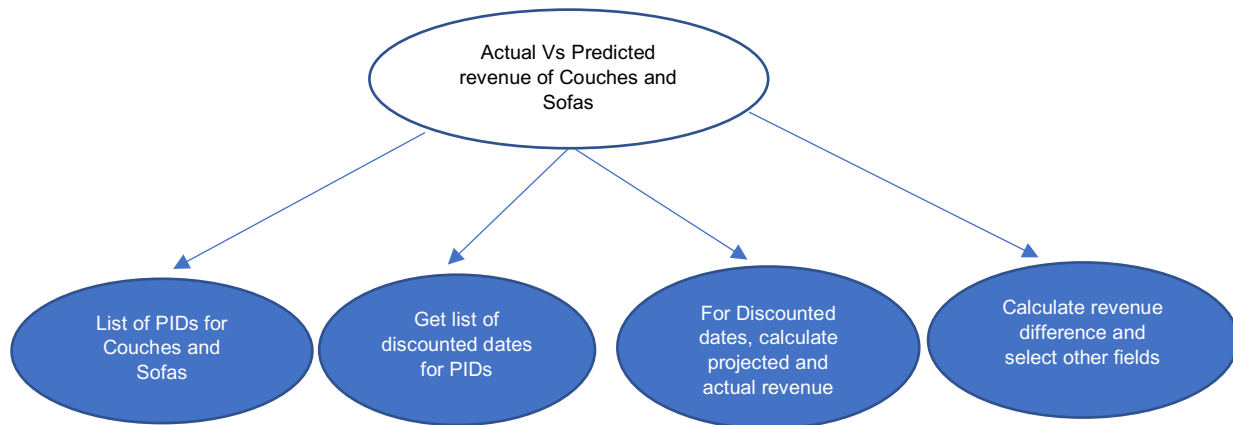 Actual Vs Predicted
revenue of Couches and
Sofas
List of PIDs for
Couches and
Sofas
Get list of
discounted dates
for PIDs
For Discounted
dates, calculate
projected and
actual revenue
Calculate revenue
difference and
select other fields